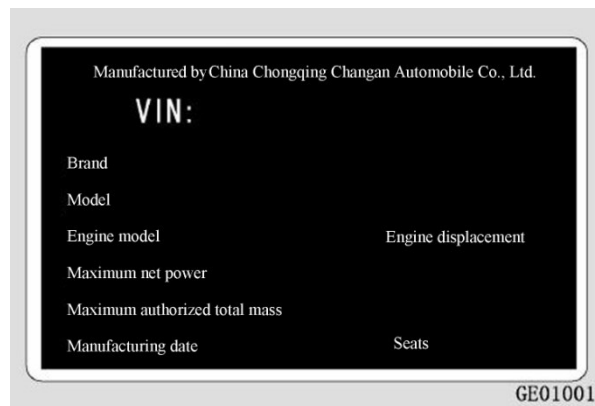 Manufactured by China Chongqing Changan Automobile Co., Ltd.
VIN:
Brand
Model
Engine model Engine displacement
Maximum net power
Maximum authorized total mass
Manufacturing date Seats
GE01001